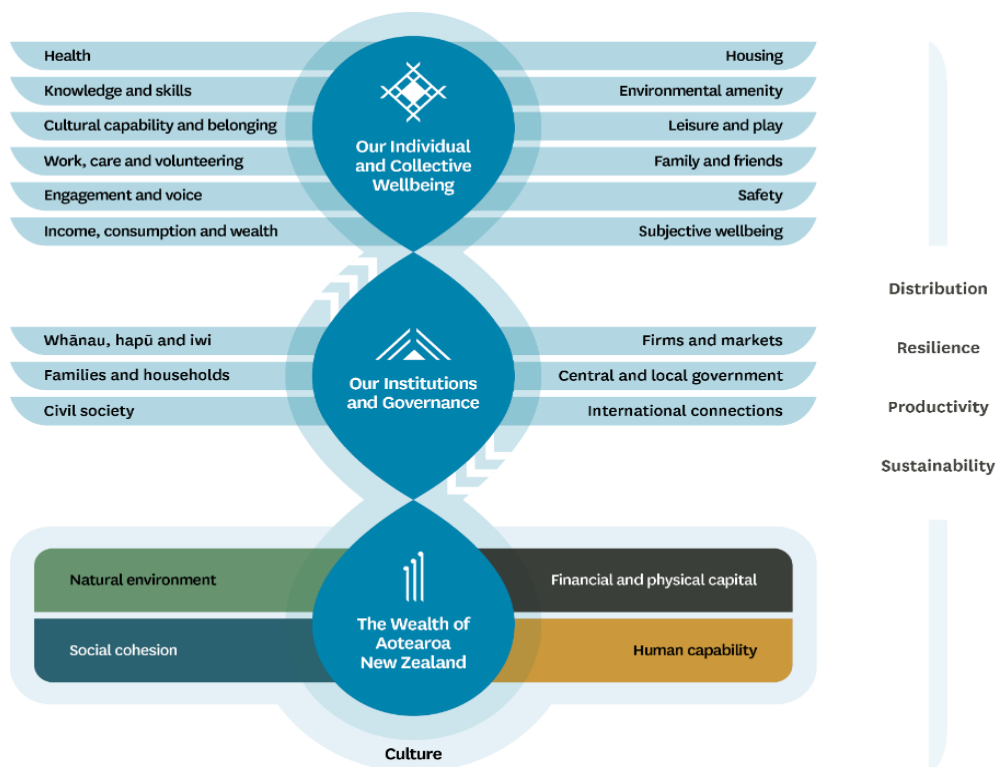 Health
Housing
Knowledge and skills
Environmental amenity
Cultural capability and belonging
Leisure and play
Our Individual
and Collective
Wellbeing
Work, care and volunteering
Family and friends
Engagement and voice
Safety
Income, consumption and wealth
Subjective wellbeing
Whānau, hapū and iwi
Firms and markets
Families and households
Central and local government
Our Institutions
and Governance
Civil society
International connections
Natural environment
Financial and physical capital
The Wealth of
Aotearoa
New Zealand
Social cohesion
Human capability
Culture
Distribution
Resilience
Productivity
Sustainability